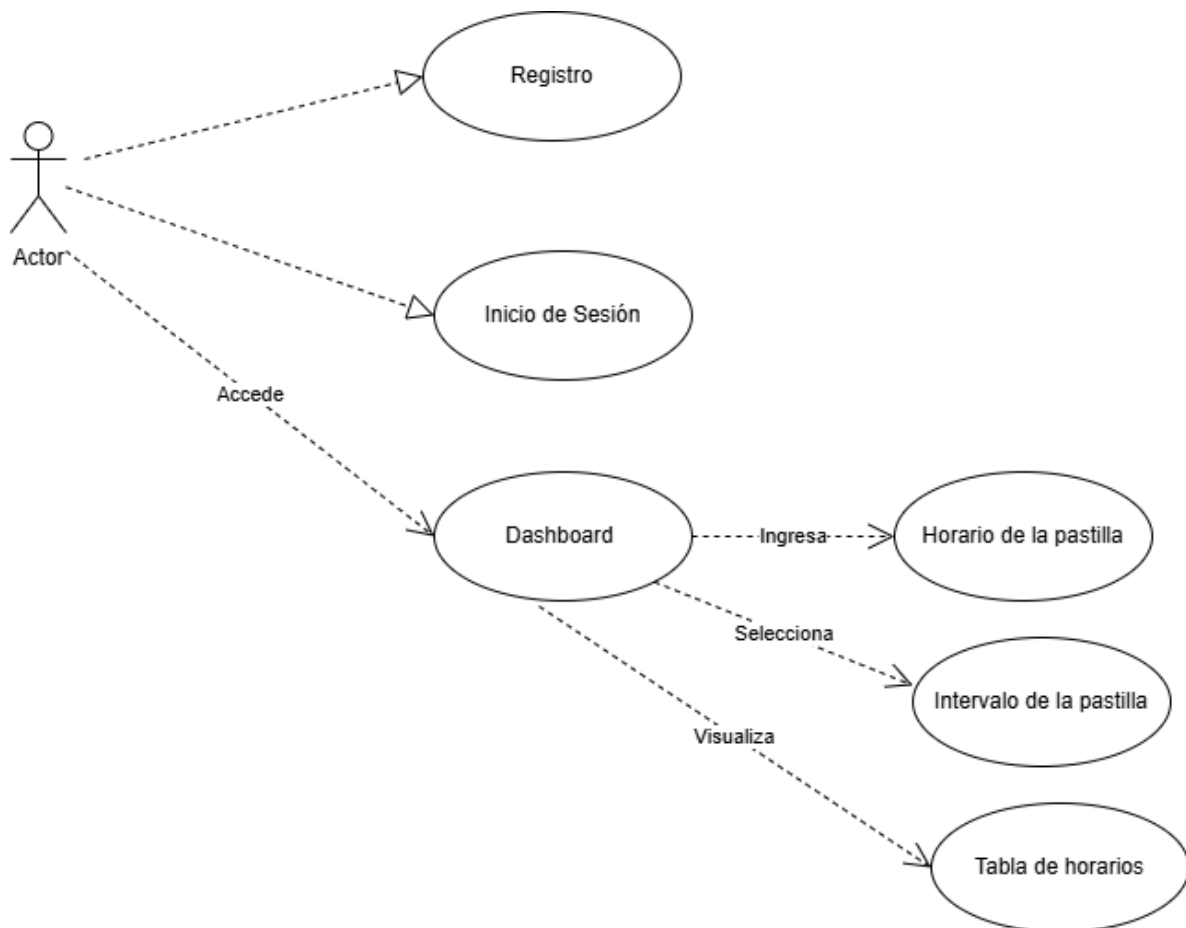 Registro
Actor
Inicio de Sesión
Accede
Dashboard
Ingresa
Horario de la pastilla
Selecciona
Intervalo de la pastilla
Visualiza
Tabla de horarios